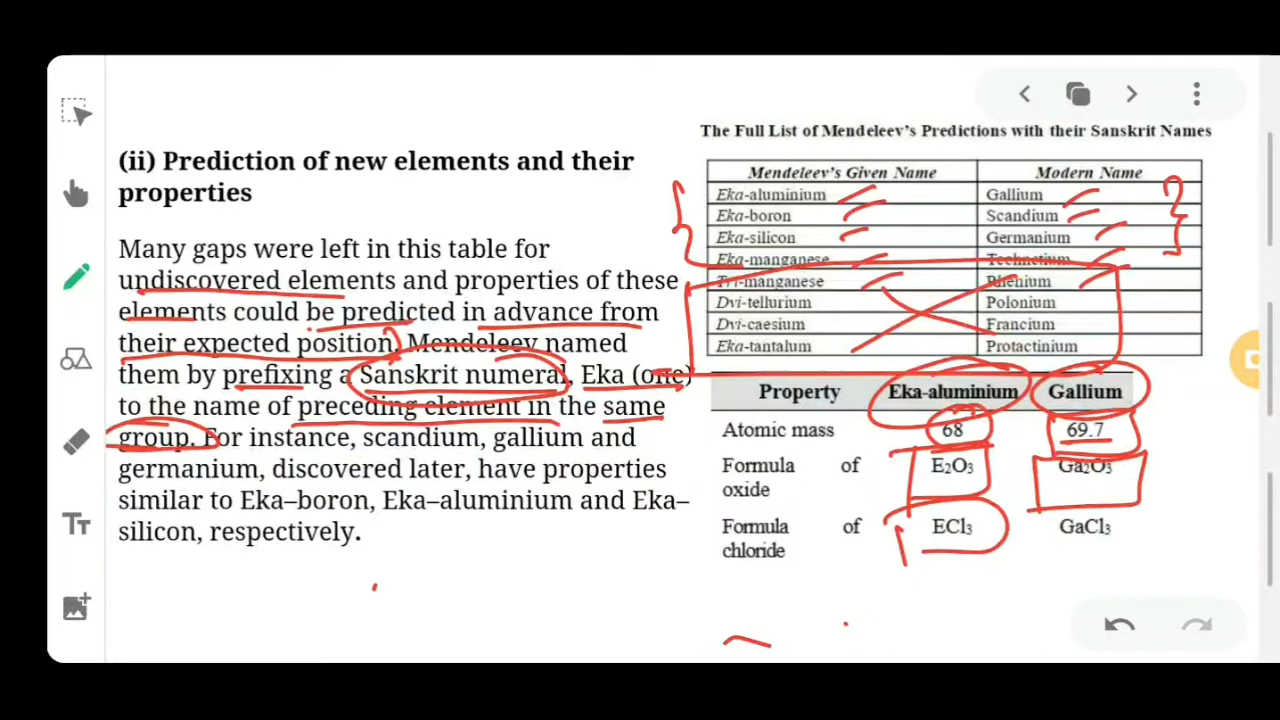 (ii) Prediction of new elements and their
properties
Many gaps were left in this table for
undiscovered elements and properties of these
elements could be predicted in advance from
their expected position. Mendeleev named
them by prefixing a Sanskrit numeral, Eka (one)
to the name of preceding element in the same
group. For instance, scandium, gallium and
germanium, discovered later, have properties
similar to Eka–boron, Eka–aluminium and Eka–
silicon, respectively.
The Full List of Mendeleev's Predictions with their Sanskrit Names
Mendeleev's Given Name Modern Name
Eka-aluminium Gallium
Eka-boron Scandium
Eka-silicon Germanium
Eka-manganese Technetium
Tri-manganese Rhenium
Dvi-tellurium Polonium
Dvi-caesium Francium
Eka-tantalum Protactinium
Property Eka-aluminium Gallium
Atomic mass 68 69.7
Formula of E₂O₃ Ga₂O₃
oxide
Formula of ECl₃ GaCl₃
chloride
Tт